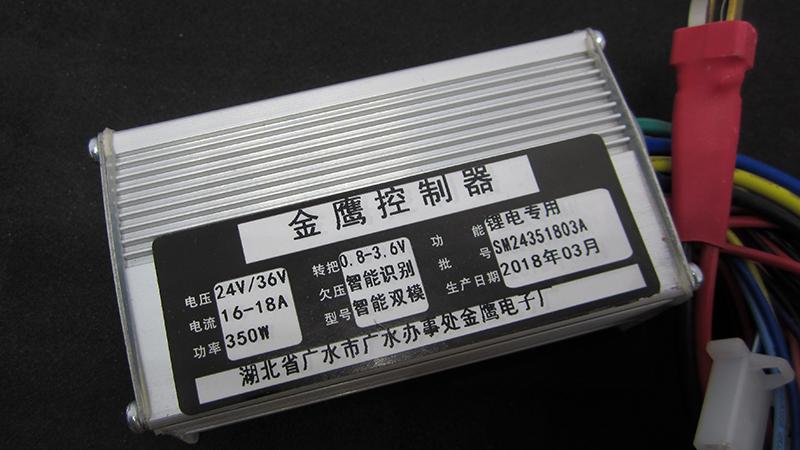 金鹰控制器
电压 24V/36V 转把 0.8-3.6V 功能 锂电专用
电流 16-18A 欠压 智能识别 批号 SM24351803A
功率 350W 型号 智能双模 生产日期 2018年03月
湖北省广水市广水办事处金鹰电子厂